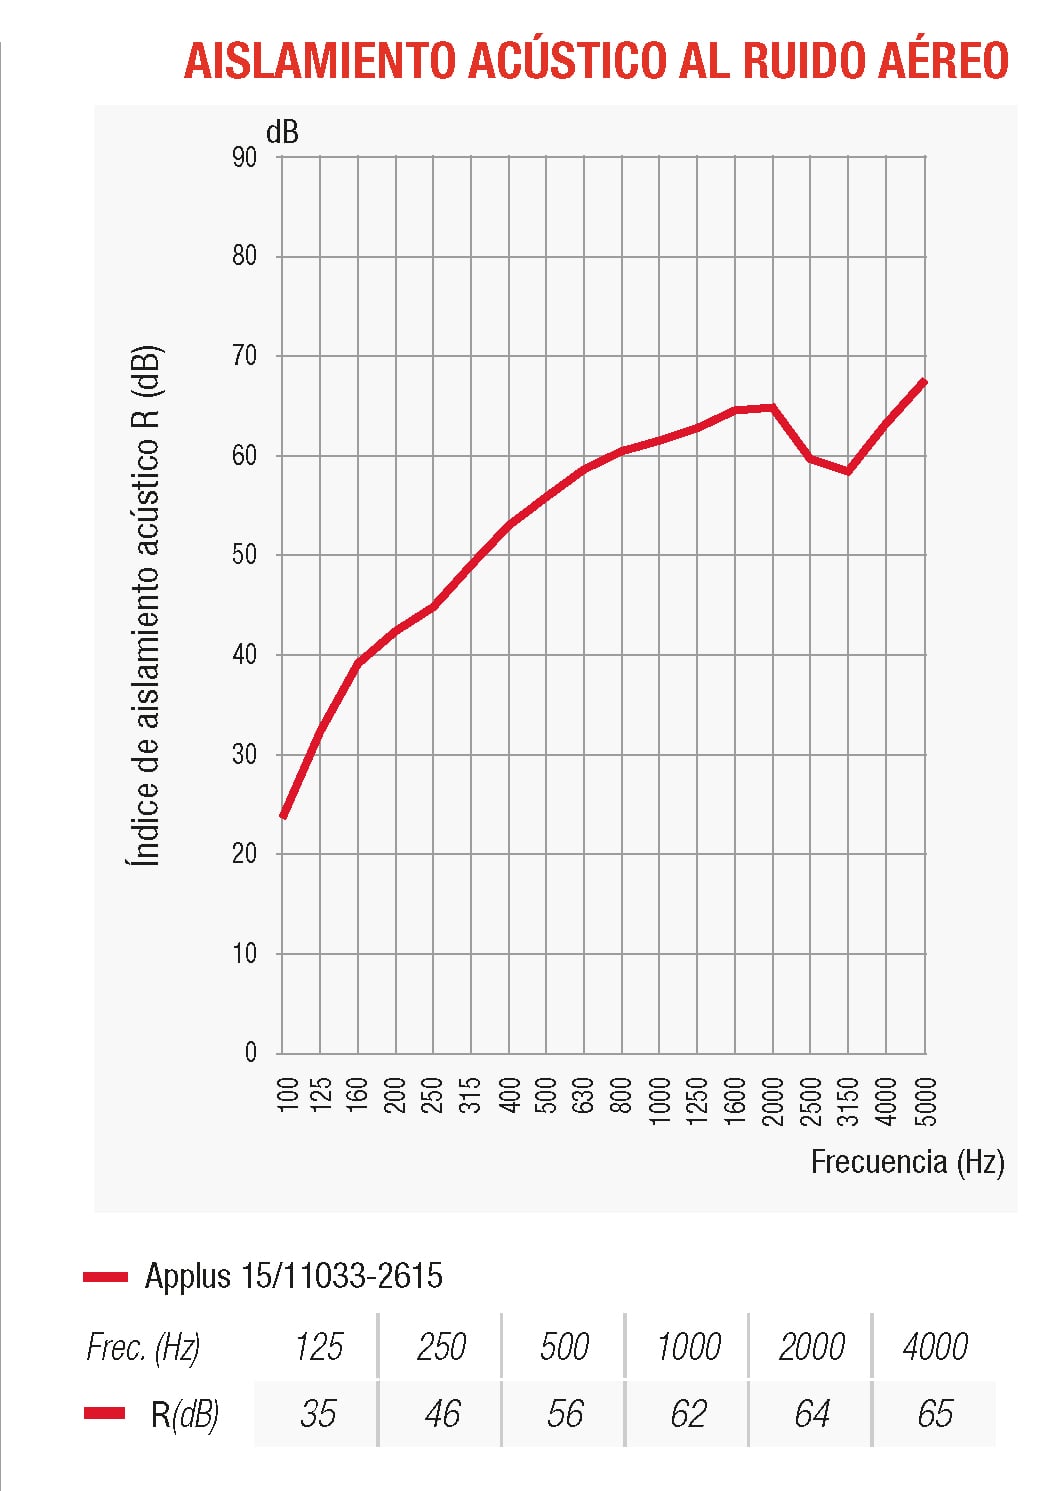 AISLAMIENTO ACÚSTICO AL RUIDO AÉREO
dB
90
80
70
60
50
40
30
20
10
0
Índice de aislamiento acústico R (dB)
100 125 160 200 250 315 400 500 630 800 1000 1250 1600 2000 2500 3150 4000 5000
Frecuencia (Hz)
Applus 15/11033-2615
Frec. (Hz) 125 250 500 1000 2000 4000
R(dB) 35 46 56 62 64 65